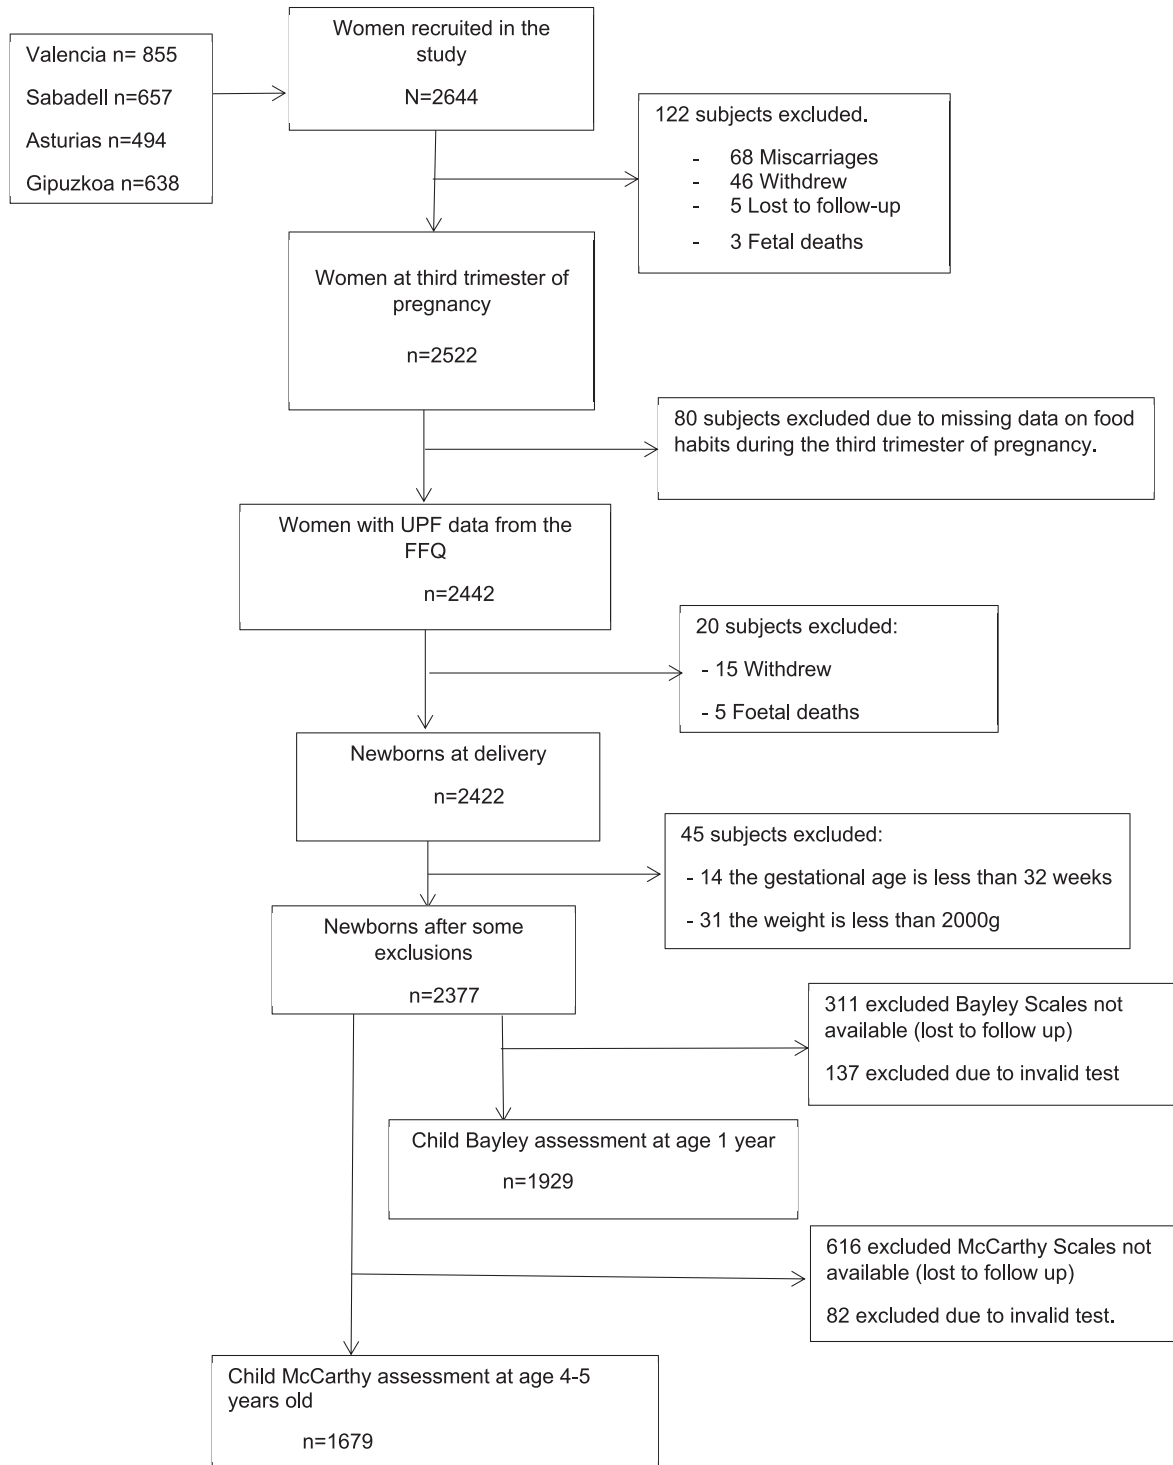 Women recruited in the
study
N=2644
Valencia n= 855
Sabadell n=657
Asturias n=494
Gipuzkoa n=638
122 subjects excluded.
- 68 Miscarriages
- 46 Withdrew
- 5 Lost to follow-up
- 3 Fetal deaths
Women at third trimester of
pregnancy
n=2522
80 subjects excluded due to missing data on food
habits during the third trimester of pregnancy.
Women with UPF data from the
FFQ
n=2442
20 subjects excluded:
- 15 Withdrew
- 5 Foetal deaths
Newborns at delivery
n=2422
45 subjects excluded:
- 14 the gestational age is less than 32 weeks
- 31 the weight is less than 2000g
Newborns after some
exclusions
n=2377
311 excluded Bayley Scales not
available (lost to follow up)
137 excluded due to invalid test
Child Bayley assessment at age 1 year
n=1929
616 excluded McCarthy Scales not
available (lost to follow up)
82 excluded due to invalid test.
Child McCarthy assessment at age 4-5
years old
n=1679